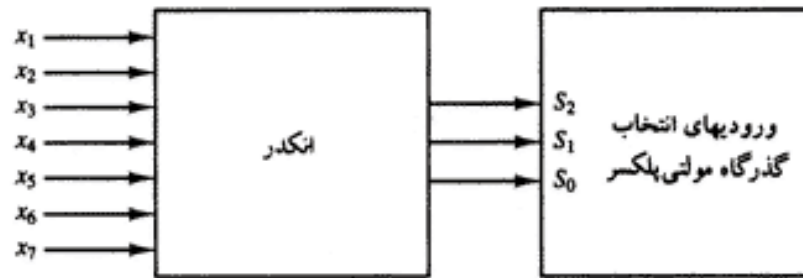 x₁
x₂
x₃
x₄
x₅
x₆
x₇
انکدر
S₂
S₁
S₀
ورودیهای انتخاب
گذرگاه مولتی‌پلکسر